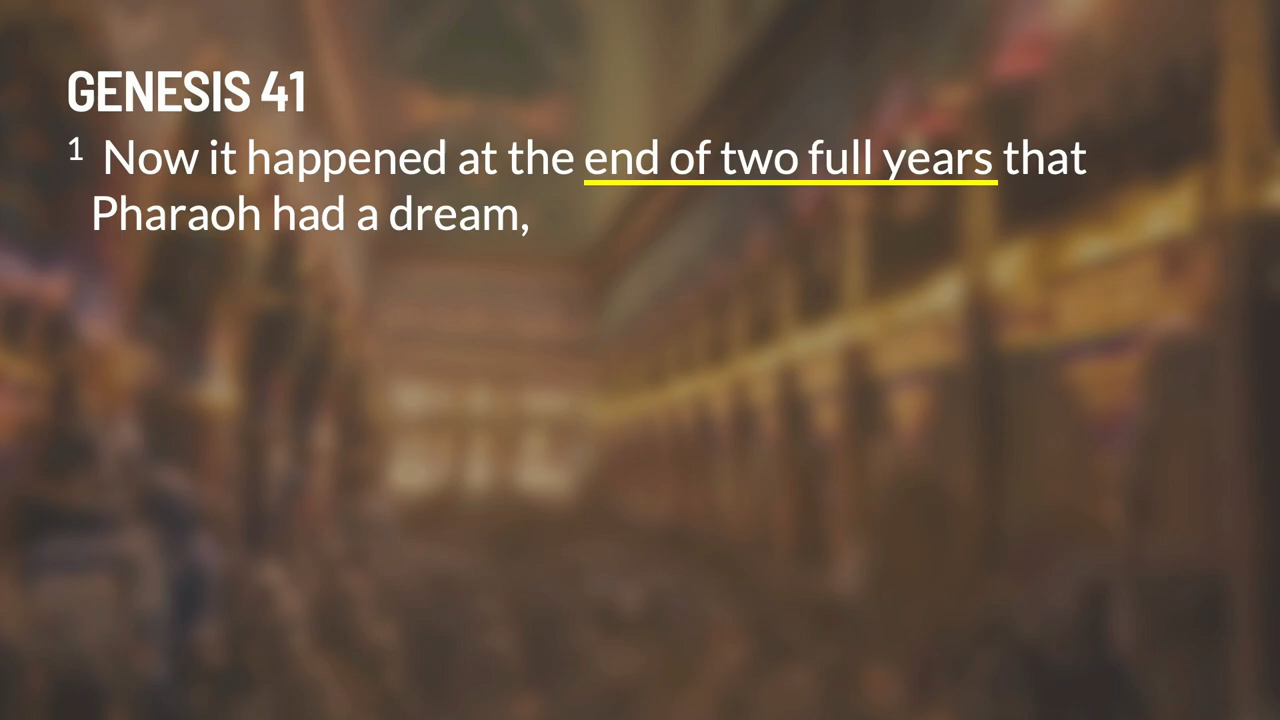 GENESIS 41
1 Now it happened at the end of two full years that
Pharaoh had a dream,